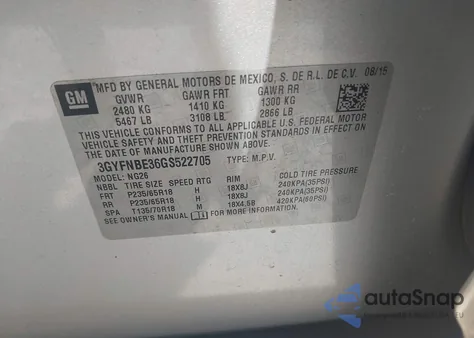 GM
MFD BY GENERAL MOTORS DE MEXICO, S. DE R.L. DE C.V. 08/15
GVWR GAWR FRT GAWR RR
2480 KG 1410 KG 1300 KG
5467 LB 3108 LB 2866 LB
THIS VEHICLE CONFORMS TO ALL APPLICABLE U.S. FEDERAL MOTOR
VEHICLE SAFETY, BUMPER, AND THEFT PREVENTION STANDARDS
IN EFFECT ON THE DATE OF MANUFACTURE SHOWN ABOVE.
3GYFNBE36GS522705 TYPE: M.P.V.
MODEL: NG26
NBBL TIRE SIZE SPEED RTG RIM COLD TIRE PRESSURE
FRT P235/65R18 H 18X8J 240KPA(35PSI)
RR P235/65R18 H 18X8J 240KPA(35PSI)
SPA T135/70R18 M 18X4.5B 420KPA(60PSI)
SEE OWNER'S MANUAL FOR MORE INFORMATION
autoSnap